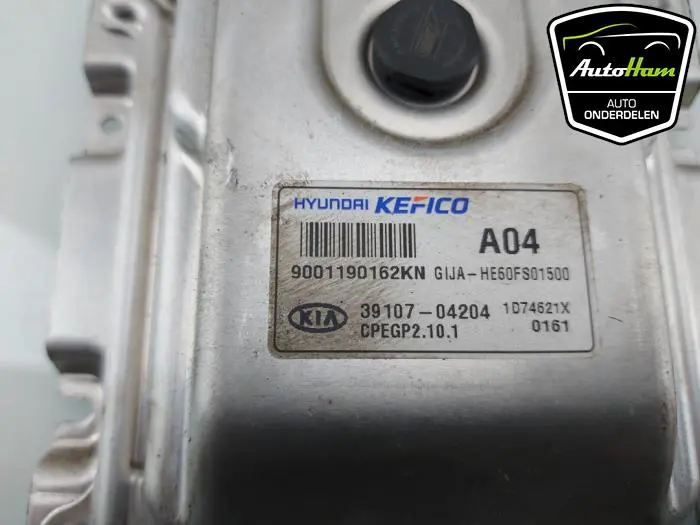 AutoHam
AUTO
ONDERDELEN
HYUNDAI KEFICO
A04
9001190162KN GIJA-HE60FS01500
KIA 39107-04204 1D74621X
CPEGP2.10.1 0161